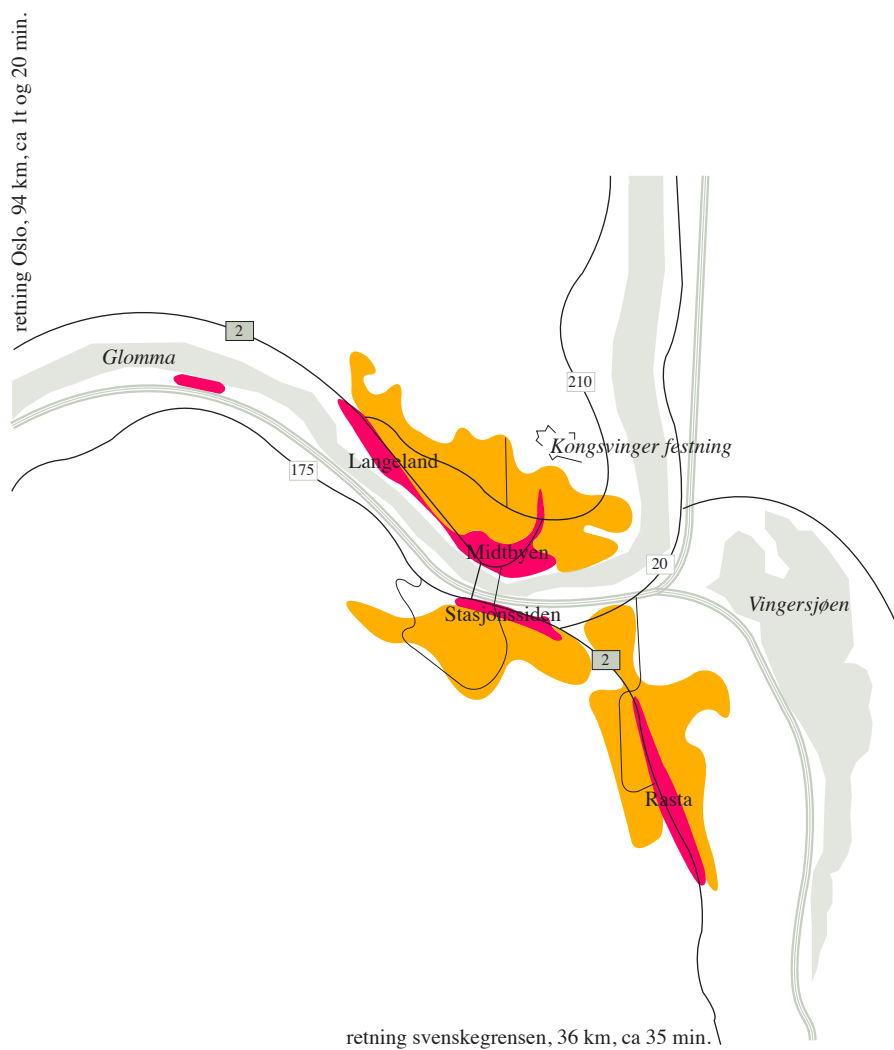 retning Oslo, 94 km, ca 1t og 20 min.
2
Glomma
210
Kongsvinger festning
Langeland
175
Midtbyen
20
Vingersjøen
Stasjonssiden
2
Rasta
retning svenskegrensen, 36 km, ca 35 min.